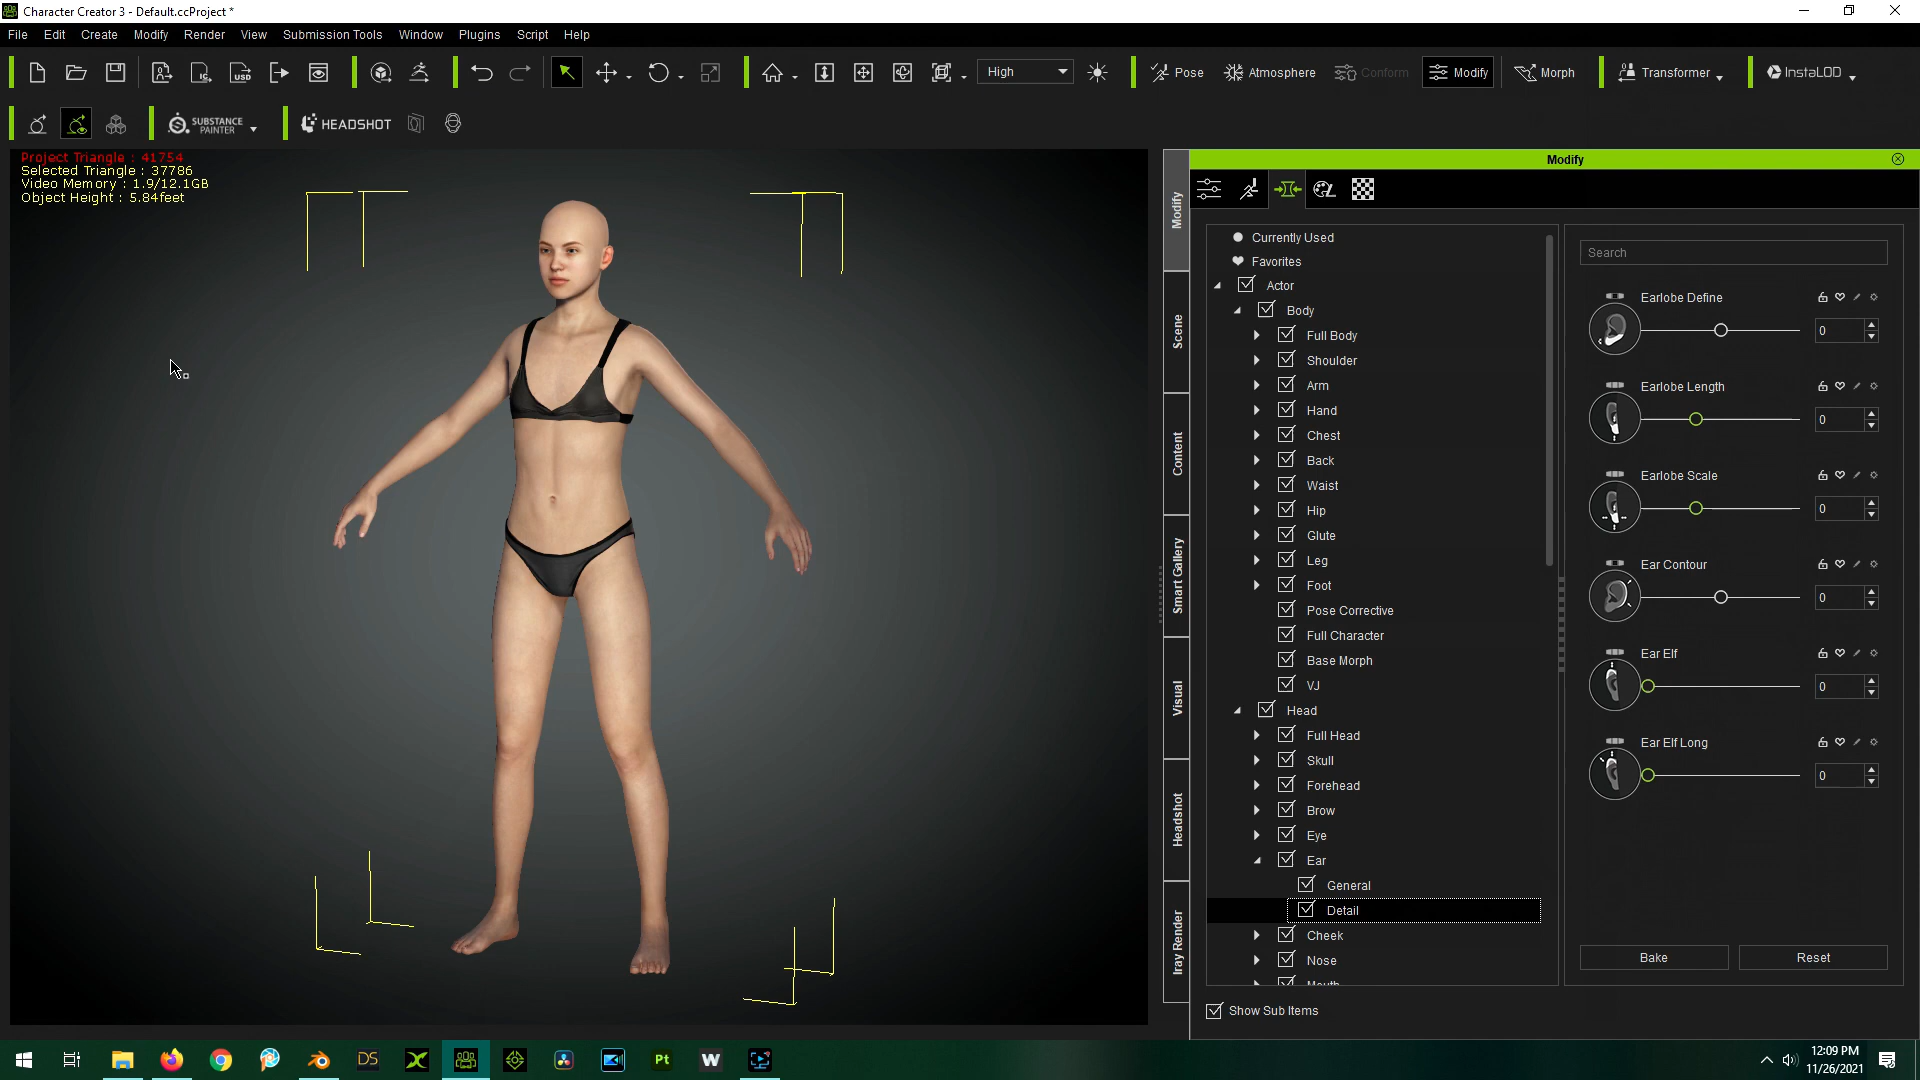 Character Creator 3 - Default.ccProject *
File Edit Create Modify Render View Submission Tools Window Plugins Script Help
High Pose Atmosphere Conform Modify Morph Transformer InstaLOD
SUBSTANCE PAINTER HEADSHOT
Project Triangle : 41754
Selected Triangle : 37786
Video Memory : 1.9/12.1GB
Object Height : 5.84feet
Modify
Scene
Content
Smart Gallery
Visual
Headshot
Iray Render
Modify
Currently Used
Favorites
Actor
Body
Full Body
Shoulder
Arm
Hand
Chest
Back
Waist
Hip
Glute
Leg
Foot
Pose Corrective
Full Character
Base Morph
VJ
Head
Full Head
Skull
Forehead
Brow
Eye
Ear
General
Detail
Cheek
Nose
Mouth
Show Sub Items
Search
Earlobe Define
0
Earlobe Length
0
Earlobe Scale
0
Ear Contour
0
Ear Elf
0
Ear Elf Long
0
Bake Reset
DS Pt W
12:09 PM
11/26/2021